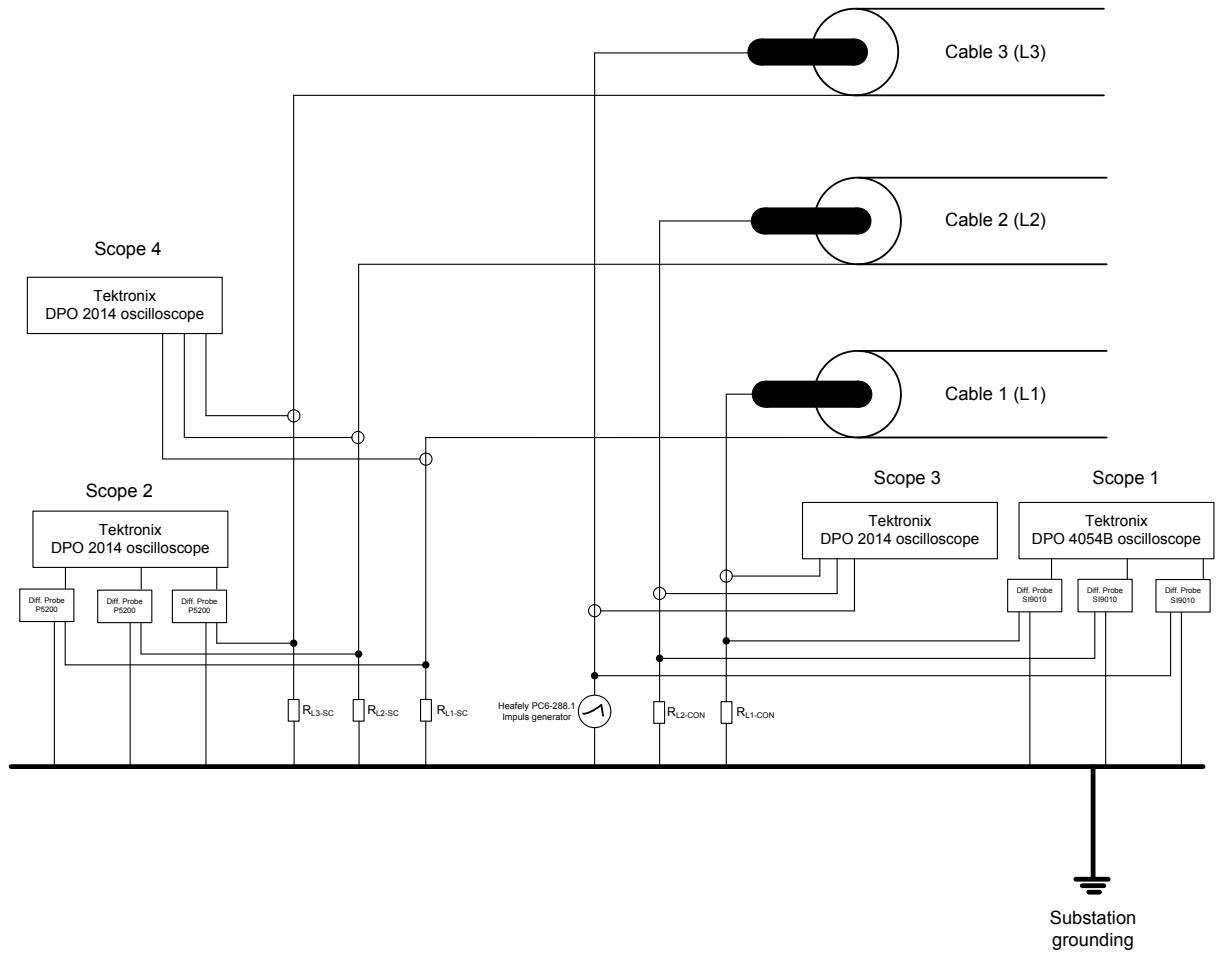 Cable 3 (L3)
Cable 2 (L2)
Scope 4
Tektronix
DPO 2014 oscilloscope
Cable 1 (L1)
Scope 2
Tektronix
DPO 2014 oscilloscope
Diff. Probe
P5200
Diff. Probe
P5200
Diff. Probe
P5200
Scope 3
Tektronix
DPO 2014 oscilloscope
Scope 1
Tektronix
DPO 4054B oscilloscope
Diff. Probe
SI9010
Diff. Probe
SI9010
Diff. Probe
SI9010
RL3-SC
RL2-SC
RL1-SC
Heafely PC6-288.1
Impuls generator
RL2-CON
RL1-CON
Substation
grounding